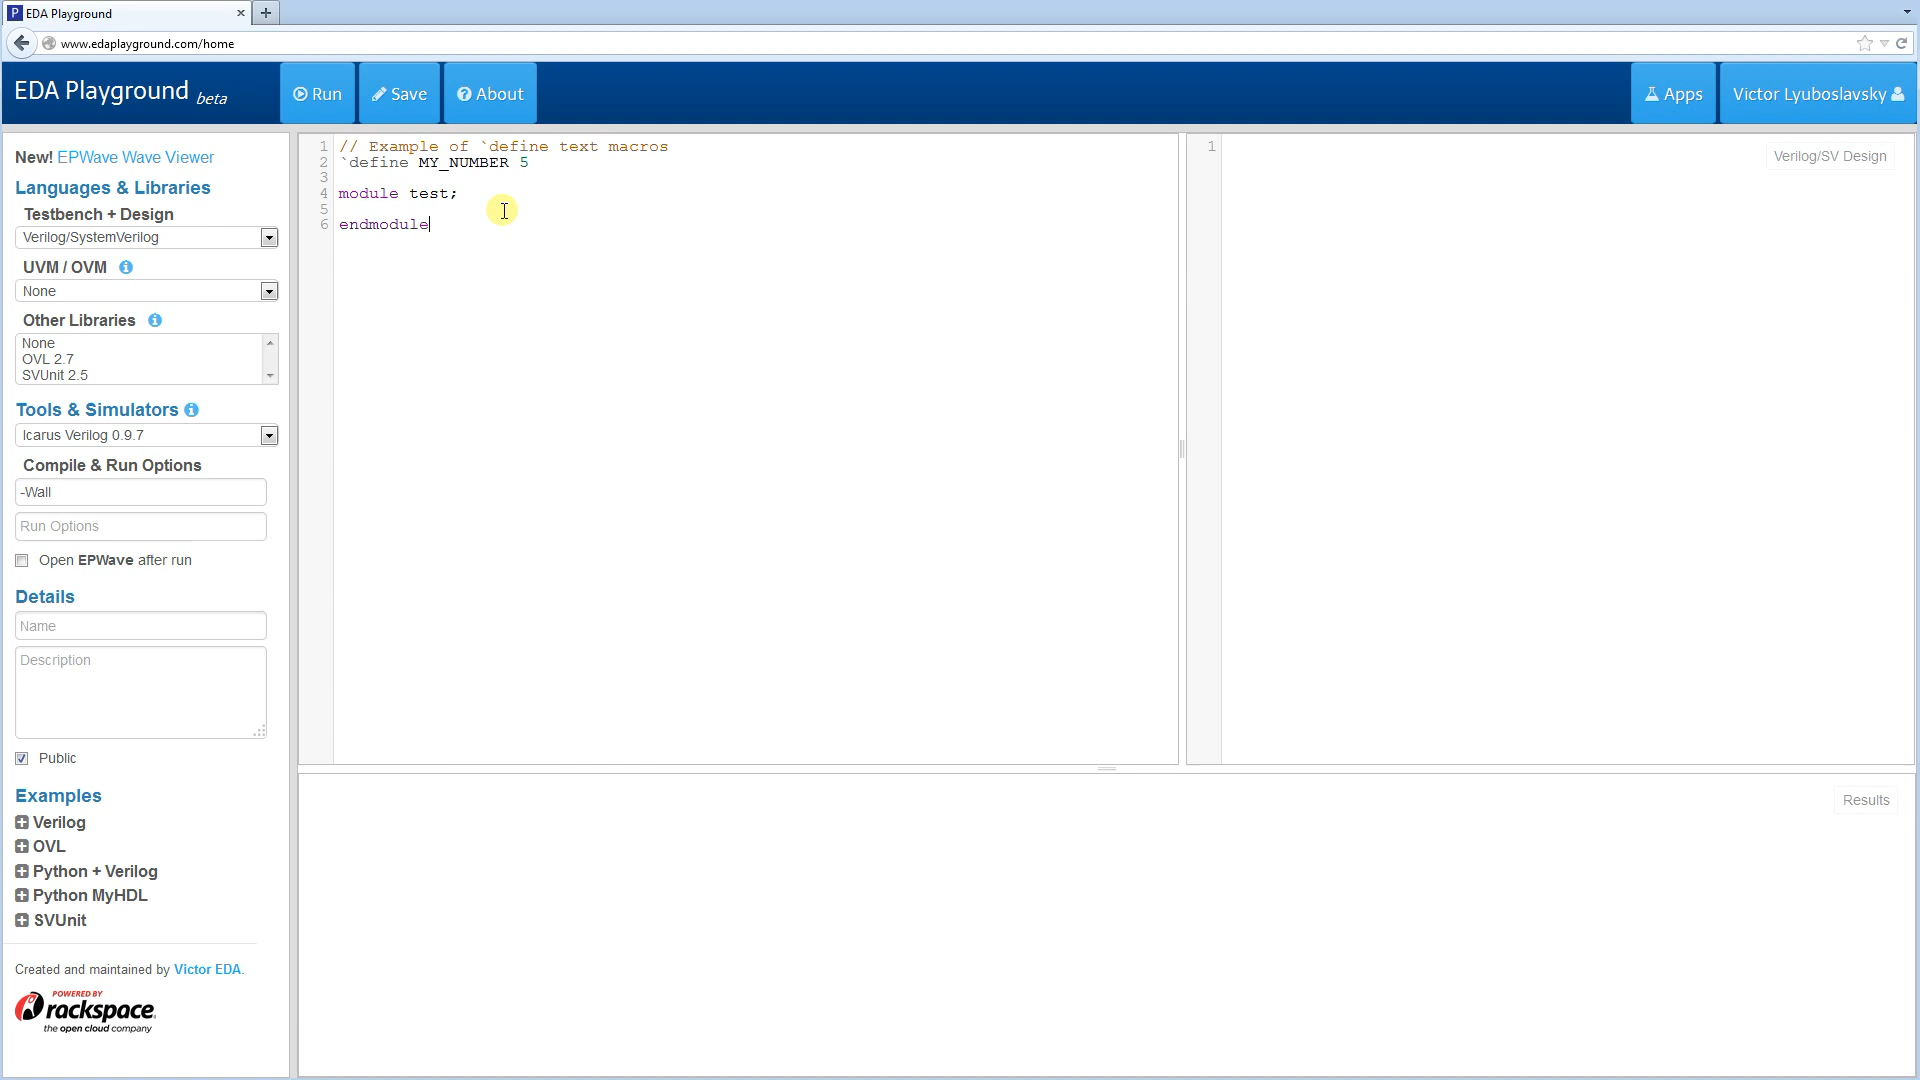 EDA Playground
www.edaplayground.com/home
EDA Playground beta
Run
Save
About
Apps
Victor Lyuboslavsky
New! EPWave Wave Viewer
Languages & Libraries
Testbench + Design
Verilog/SystemVerilog
UVM / OVM
None
Other Libraries
None
OVL 2.7
SVUnit 2.5
Tools & Simulators
Icarus Verilog 0.9.7
Compile & Run Options
-Wall
Run Options
Open EPWave after run
Details
Name
Description
Public
Examples
Verilog
OVL
Python + Verilog
Python MyHDL
SVUnit
Created and maintained by Victor EDA.
POWERED BY
rackspace.
the open cloud company
1 // Example of `define text macros
2 `define MY_NUMBER 5
3
4 module test;
5
6 endmodule
1
Verilog/SV Design
Results